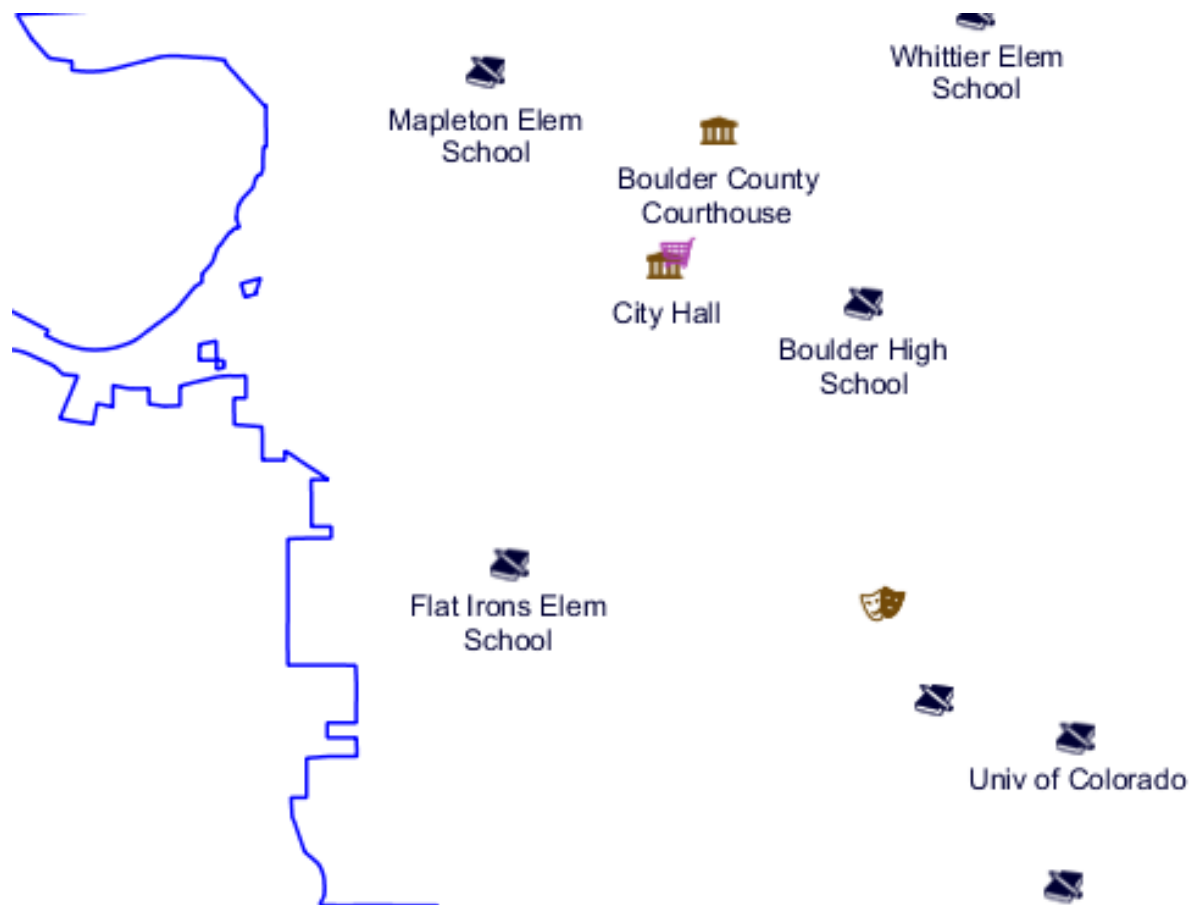 Whittier Elem
School
Mapleton Elem
School
Boulder County
Courthouse
City Hall
Boulder High
School
Flat Irons Elem
School
Univ of Colorado